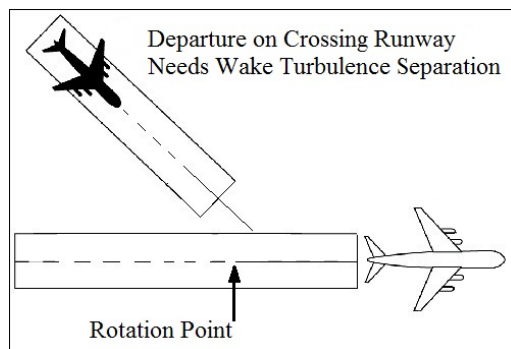 Departure on Crossing Runway
Needs Wake Turbulence Separation
Rotation Point